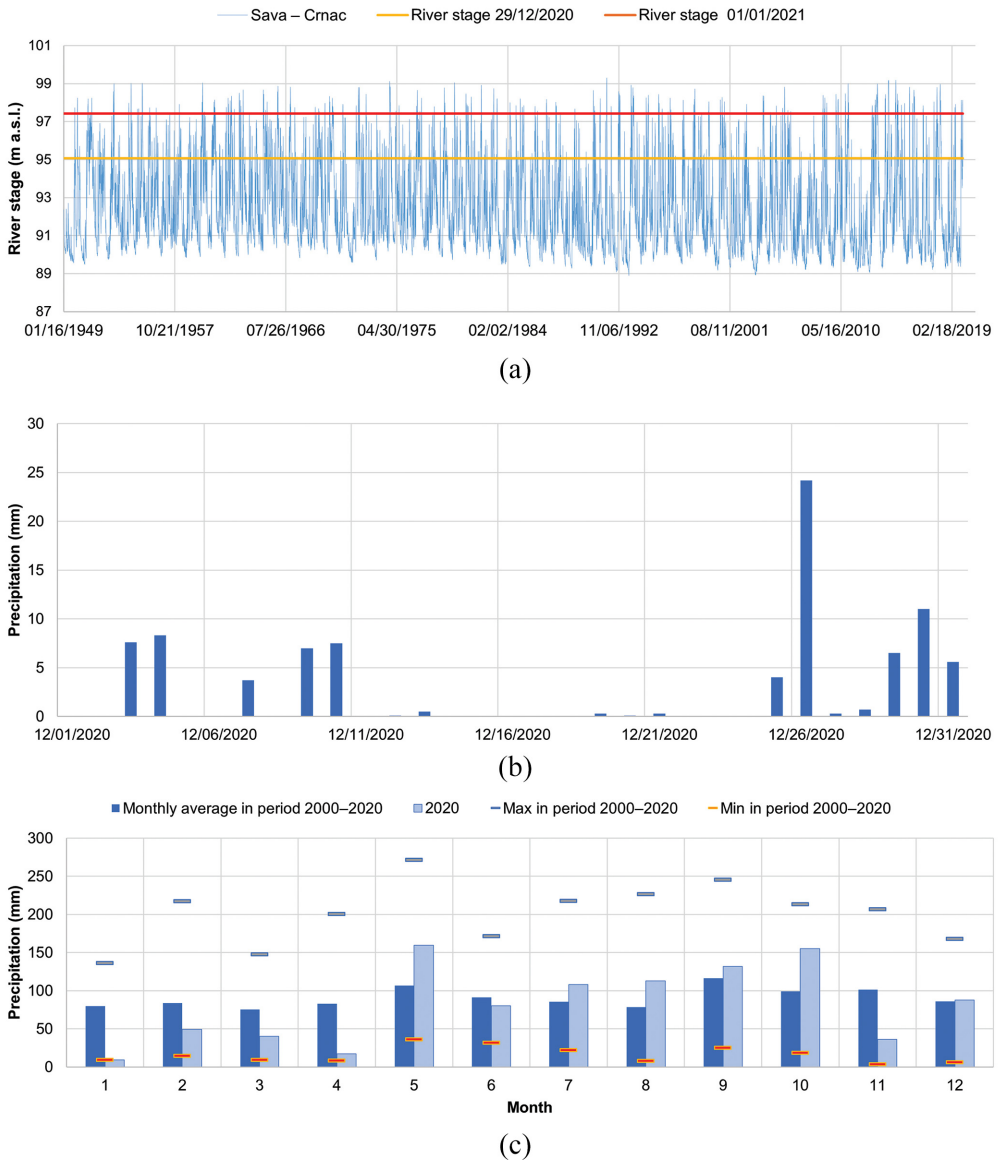 Sava – Crnac River stage 29/12/2020 River stage 01/01/2021
River stage (m a.s.l.)
101
99
97
95
93
91
89
87
01/16/1949 10/21/1957 07/26/1966 04/30/1975 02/02/1984 11/06/1992 08/11/2001 05/16/2010 02/18/2019
(a)
Precipitation (mm)
30
25
20
15
10
5
0
12/01/2020 12/06/2020 12/11/2020 12/16/2020 12/21/2020 12/26/2020 12/31/2020
(b)
Monthly average in period 2000–2020 2020 Max in period 2000–2020 Min in period 2000–2020
Precipitation (mm)
300
250
200
150
100
50
0
1 2 3 4 5 6 7 8 9 10 11 12
Month
(c)